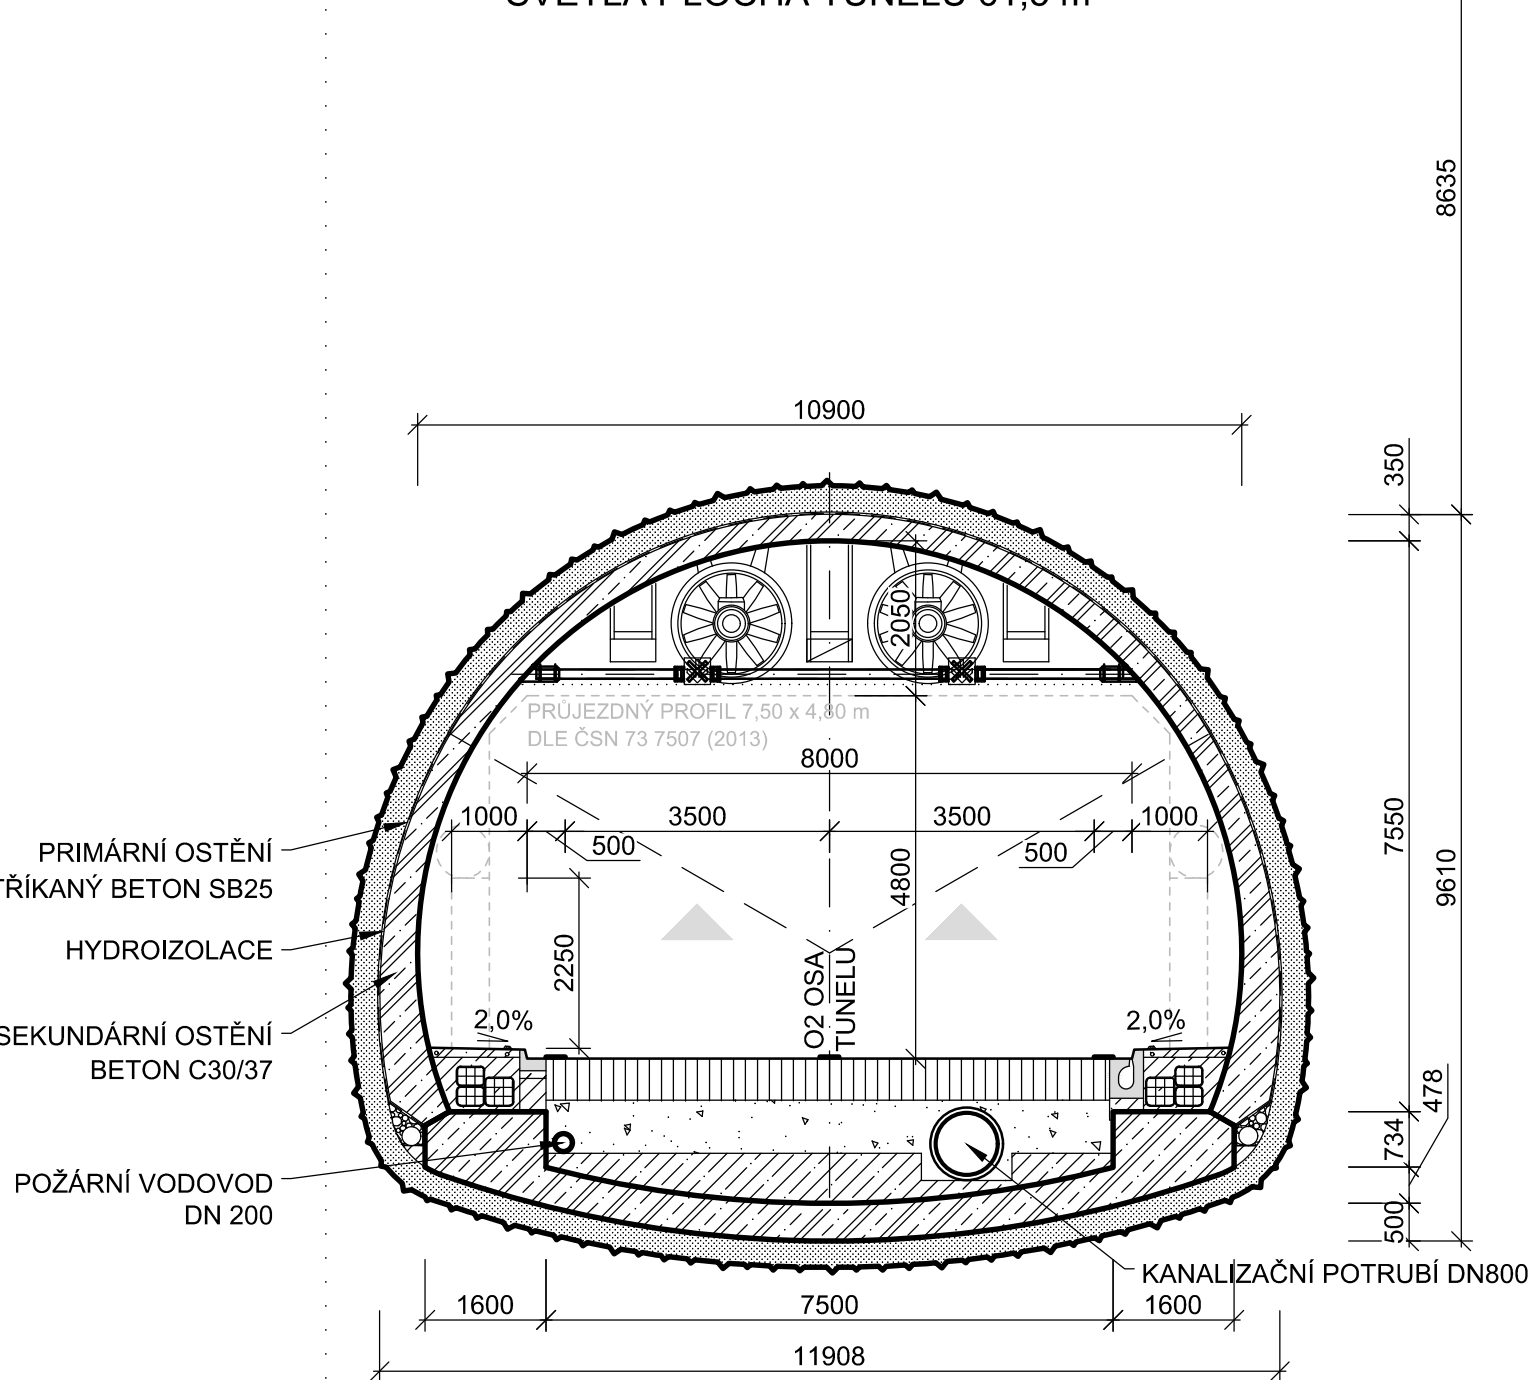 8635
10900
350
2050
PRŮJEZDNÝ PROFIL 7,50 x 4,80 m
DLE ČSN 73 7507 (2013)
8000
1000
3500
3500
1000
500
500
7550
9610
PRIMÁRNÍ OSTĚNÍ
BETON SB25
HYDROIZOLACE
4800
2250
O2 OSA
TUNELU
2,0%
2,0%
SEKUNDÁRNÍ OSTĚNÍ
BETON C30/37
478
734
500
POŽÁRNÍ VODOVOD
DN 200
KANALIZAČNÍ POTRUBÍ DN800
1600
7500
1600
11908